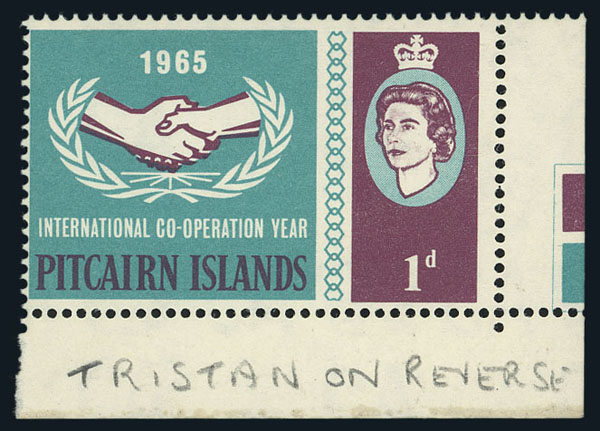 1965
INTERNATIONAL CO-OPERATION YEAR
PITCAIRN ISLANDS
1d
TRISTAN ON REVERSE